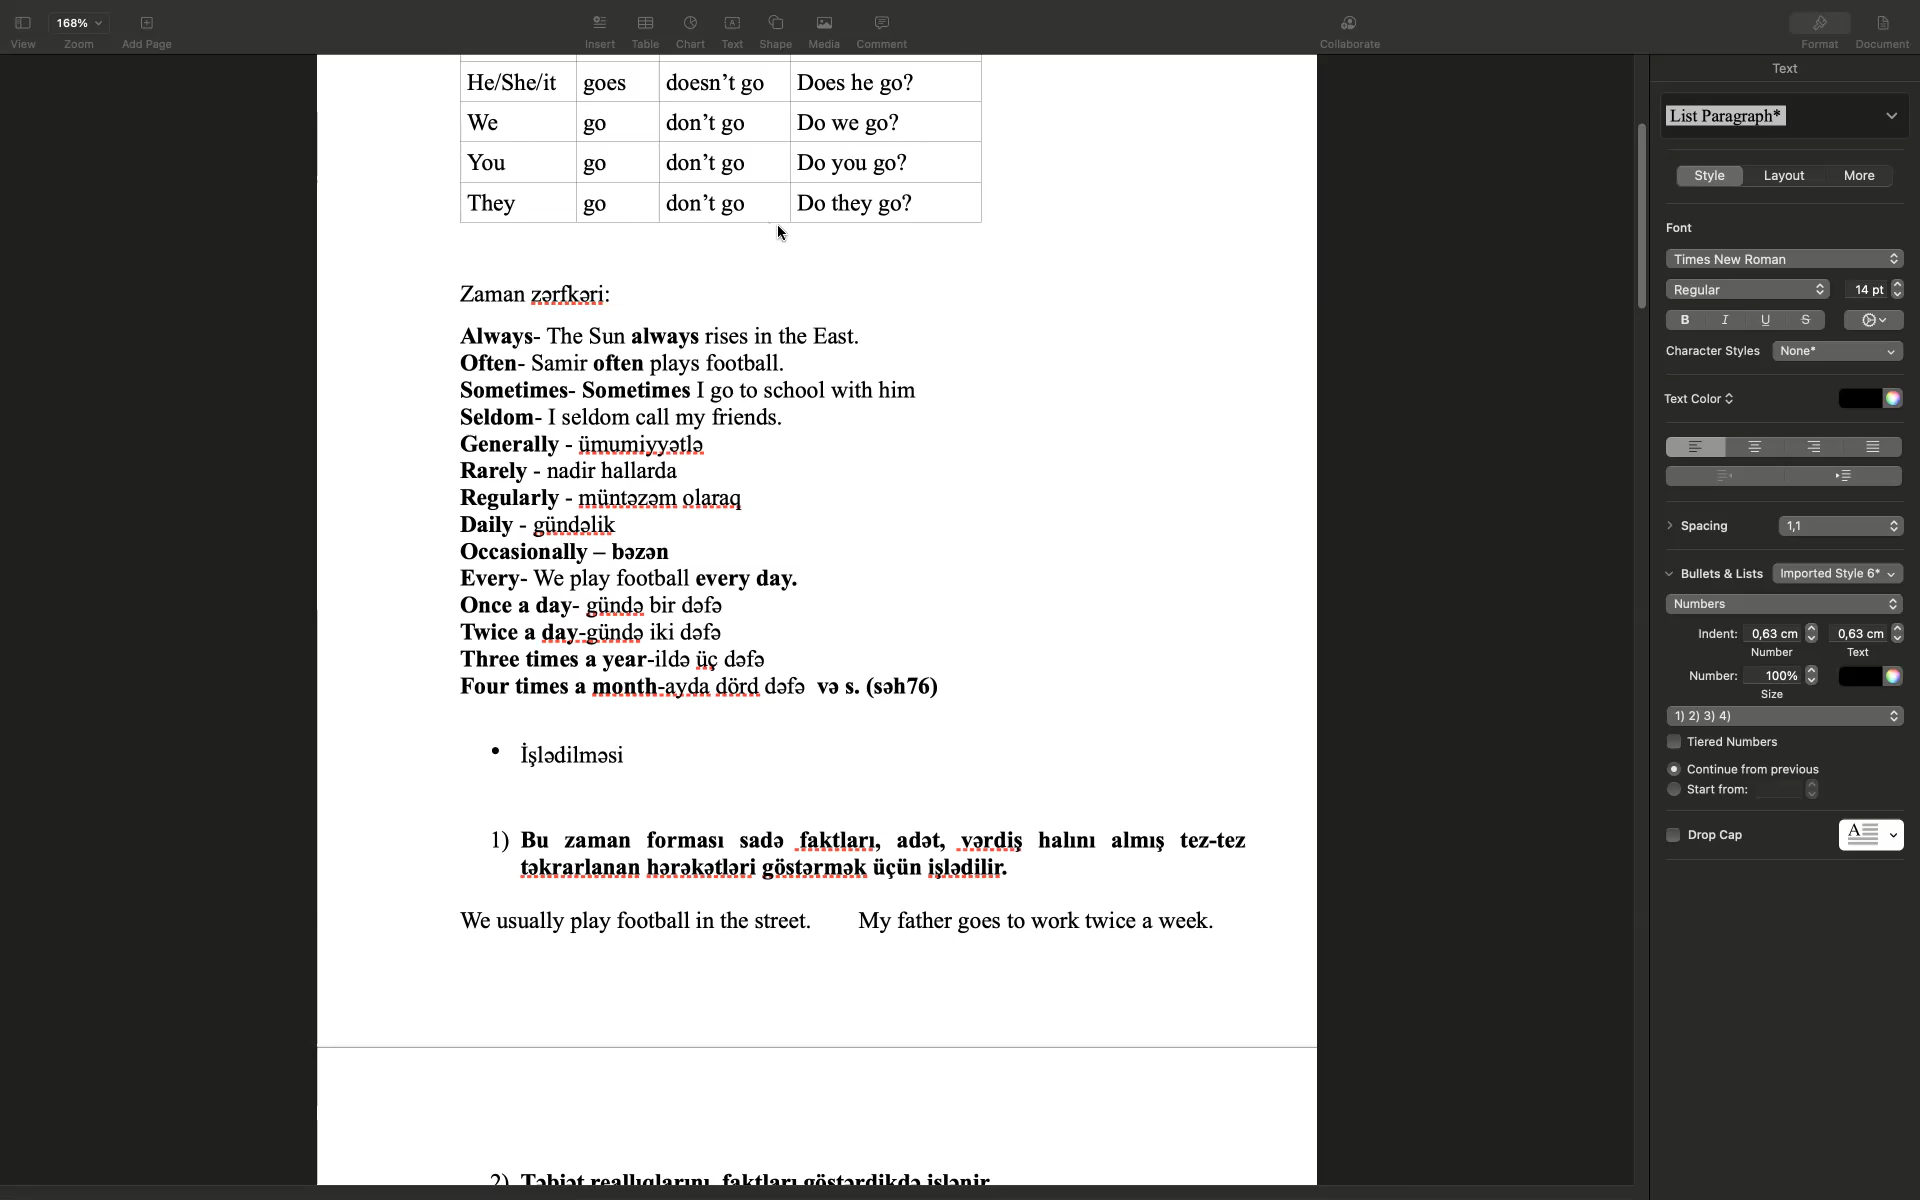 168%
View
Zoom
Add Page
Insert
Table
Chart
Text
Shape
Media
Comment
Collaborate
Format
Document
He/She/it goes doesn’t go Does he go?
We go don’t go Do we go?
You go don’t go Do you go?
They go don’t go Do they go?
Zaman zərfkəri:
Always- The Sun always rises in the East.
Often- Samir often plays football.
Sometimes- Sometimes I go to school with him
Seldom- I seldom call my friends.
Generally - ümumiyyətlə
Rarely - nadir hallarda
Regularly - müntəzəm olaraq
Daily - gündəlik
Occasionally – bəzən
Every- We play football every day.
Once a day- gündə bir dəfə
Twice a day-gündə iki dəfə
Three times a year-ildə üç dəfə
Four times a month-ayda dörd dəfə və s. (səh76)
• İşlədilməsi
1) Bu zaman forması sadə faktları, adət, vərdiş halını almış tez-tez
təkrarlanan hərəkətləri göstərmək üçün işlədilir.
We usually play football in the street. My father goes to work twice a week.
2) Təbiət reallıqlarını, faktları göstərdikdə işlənir
Text
List Paragraph*
Style Layout More
Font
Times New Roman
Regular 14 pt
B I U S
Character Styles None*
Text Color
Spacing 1,1
Bullets & Lists Imported Style 6*
Numbers
Indent: 0,63 cm 0,63 cm
Number Text
Number: 100%
Size
1) 2) 3) 4)
Tiered Numbers
Continue from previous
Start from:
Drop Cap
A